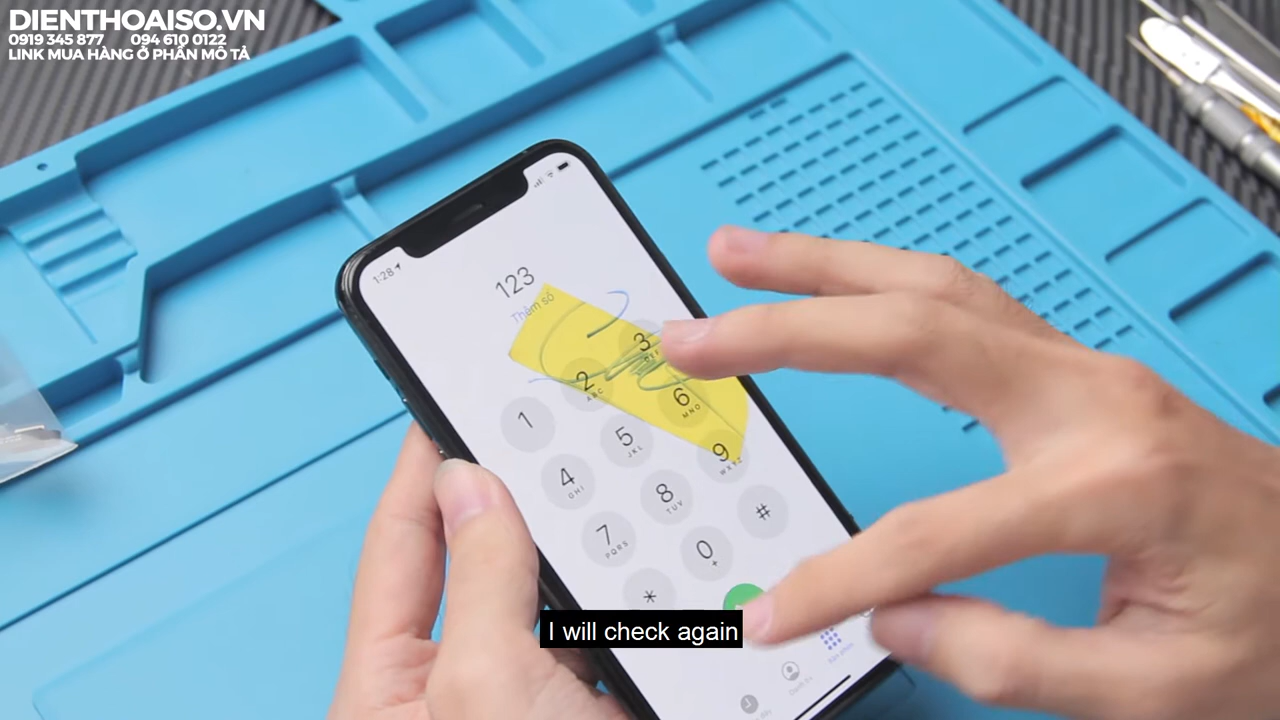 DIENTHOAISO.VN
0919 345 877 094 610 0122
LINK MUA HÀNG Ở PHẦN MÔ TẢ
1:28
123
Thêm số
1
2 ABC
3 DEF
4 GHI
5 JKL
6 MNO
7 PQRS
8 TUV
9 WXYZ
*
0 +
#
I will check again